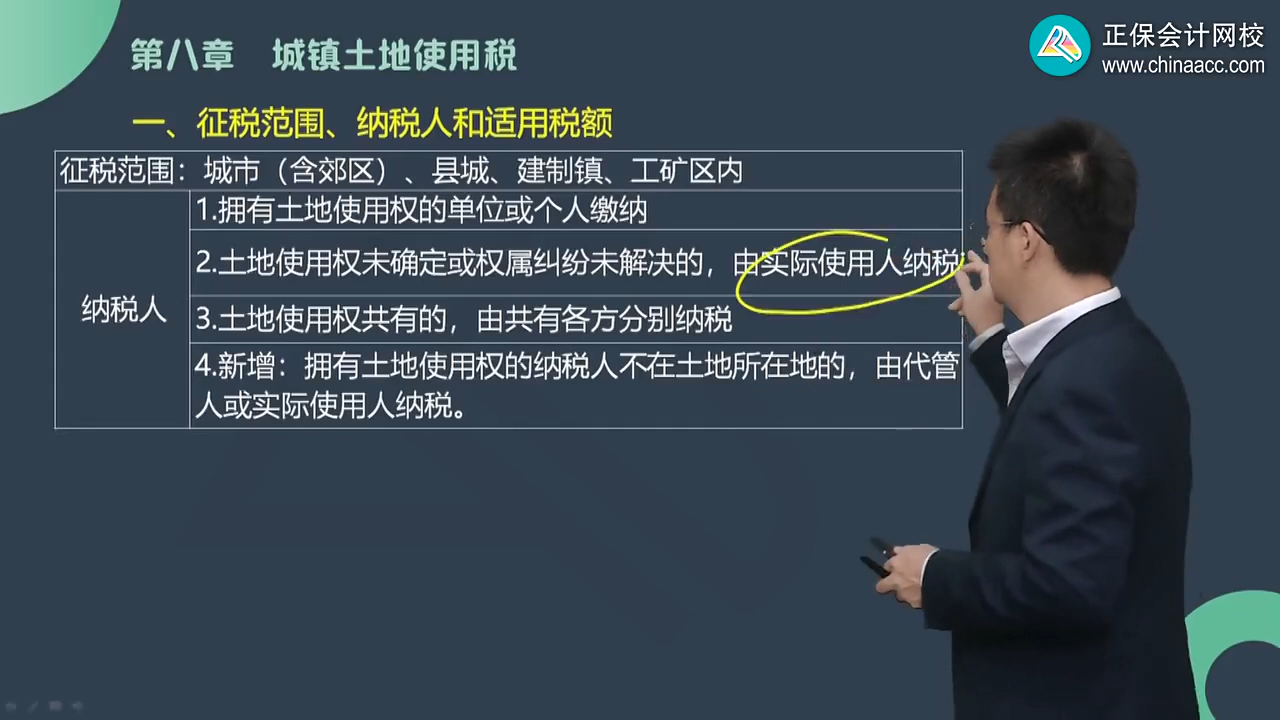 正保会计网校
www.chinaacc.com
第八章 城镇土地使用税
一、征税范围、纳税人和适用税额
征税范围：城市（含郊区）、县城、建制镇、工矿区内
纳税人
1.拥有土地使用权的单位或个人缴纳
2.土地使用权未确定或权属纠纷未解决的，由实际使用人纳税
3.土地使用权共有的，由共有各方分别纳税
4.新增：拥有土地使用权的纳税人不在土地所在地的，由代管
人或实际使用人纳税。